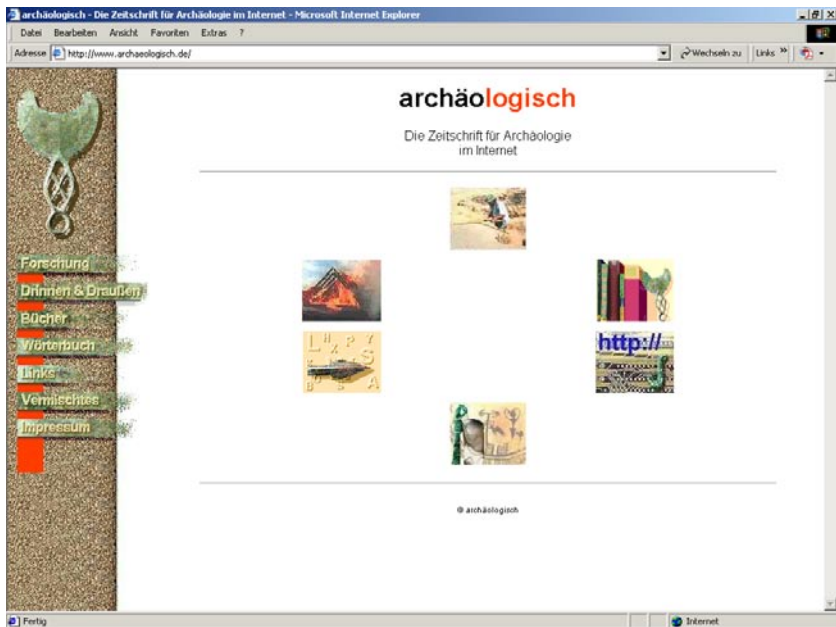 archäologisch - Die Zeitschrift für Archäologie im Internet - Microsoft Internet Explorer
Datei Bearbeiten Ansicht Favoriten Extras ?
Adresse http://www.archaeologisch.de/ Wechseln zu Links »
archäologisch
Die Zeitschrift für Archäologie
im Internet
Forschung
Drinnen & Draußen
Bücher
Wörterbuch
Links
Vermischtes
Impressum
http://
© archäologisch
Fertig Internet